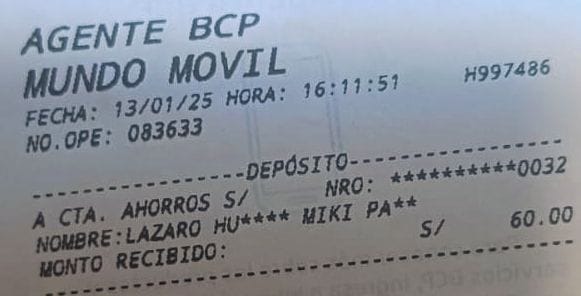 AGENTE BCP
MUNDO MOVIL
FECHA: 13/01/25 HORA: 16:11:51 H997486
NO.OPE: 083633
-----------------DEPÓSITO-----------------
A CTA. AHORROS S/ NRO: **********0032
NOMBRE:LAZARO HU**** MIKI PA**
MONTO RECIBIDO: S/ 60.00